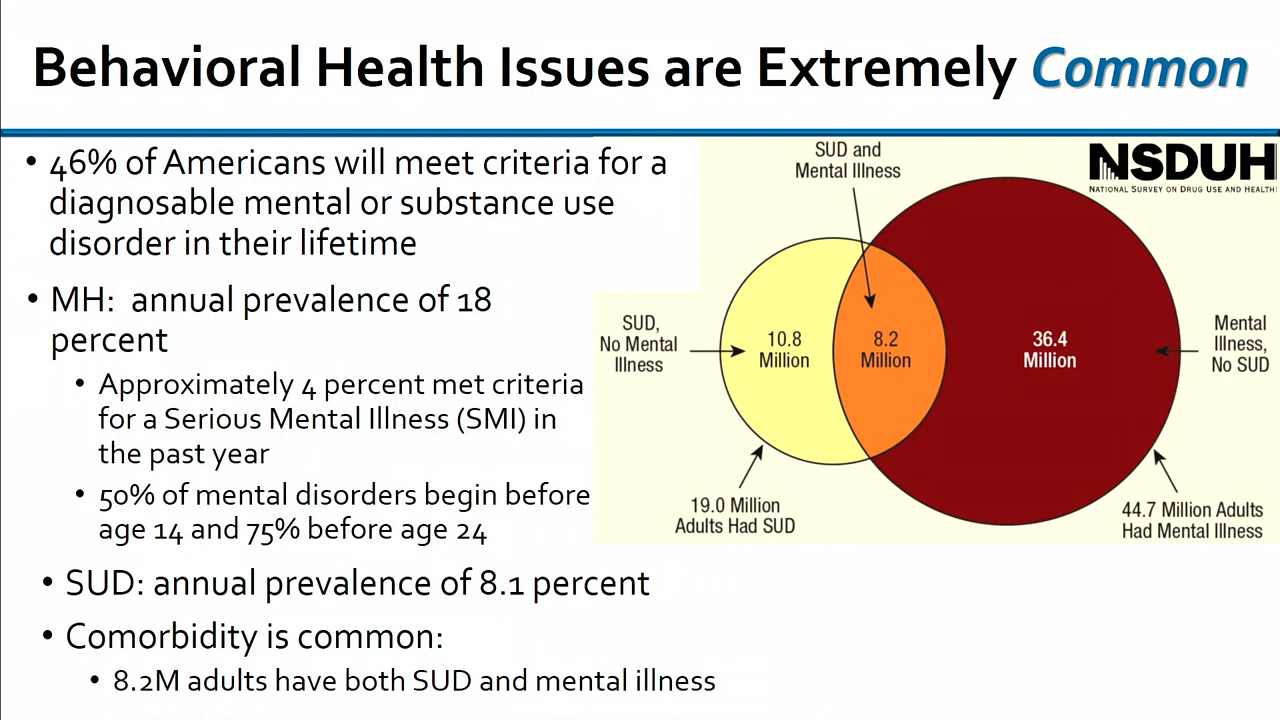 Behavioral Health Issues are Extremely Common
• 46% of Americans will meet criteria for a
diagnosable mental or substance use
disorder in their lifetime
• MH: annual prevalence of 18
percent
• Approximately 4 percent met criteria
for a Serious Mental Illness (SMI) in
the past year
• 50% of mental disorders begin before
age 14 and 75% before age 24
• SUD: annual prevalence of 8.1 percent
• Comorbidity is common:
• 8.2M adults have both SUD and mental illness
SUD and
Mental Illness
NSDUH
National Survey on Drug Use and Health
SUD,
No Mental
Illness
10.8
Million
8.2
Million
36.4
Million
Mental
Illness,
No SUD
19.0 Million
Adults Had SUD
44.7 Million Adults
Had Mental Illness